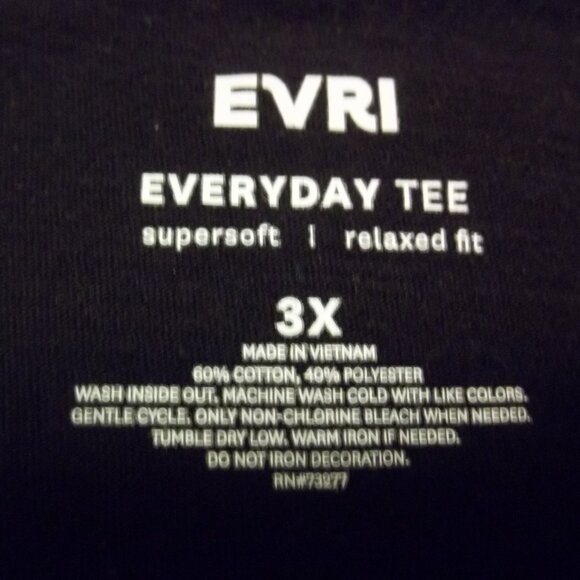 EVRI
EVERYDAY TEE
supersoft | relaxed fit
3X
MADE IN VIETNAM
60% COTTON, 40% POLYESTER
WASH INSIDE OUT. MACHINE WASH COLD WITH LIKE COLORS.
GENTLE CYCLE. ONLY NON-CHLORINE BLEACH WHEN NEEDED.
TUMBLE DRY LOW. WARM IRON IF NEEDED.
DO NOT IRON DECORATION.
RN#73277